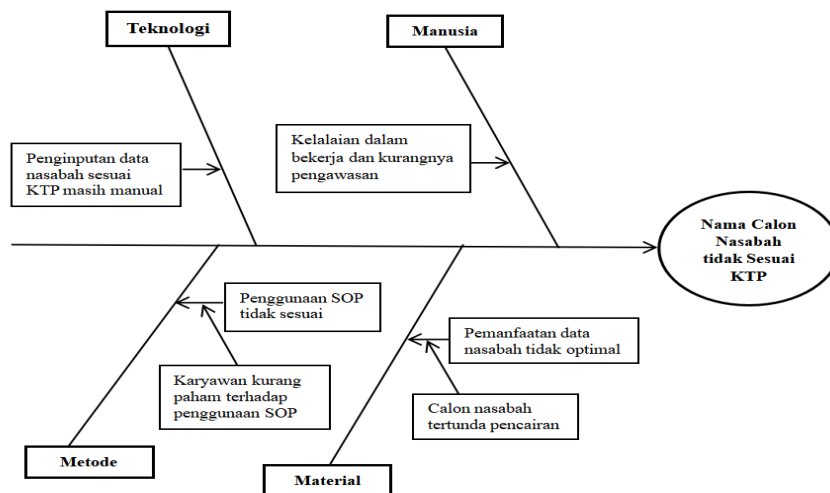 Teknologi
Manusia
Penginputan data
nasabah sesuai
KTP masih manual
Kelalaian dalam
bekerja dan kurangnya
pengawasan
Nama Calon
Nasabah
tidak Sesuai
KTP
Penggunaan SOP
tidak sesuai
Pemanfaatan data
nasabah tidak optimal
Karyawan kurang
paham terhadap
penggunaan SOP
Calon nasabah
tertunda pencairan
Metode
Material